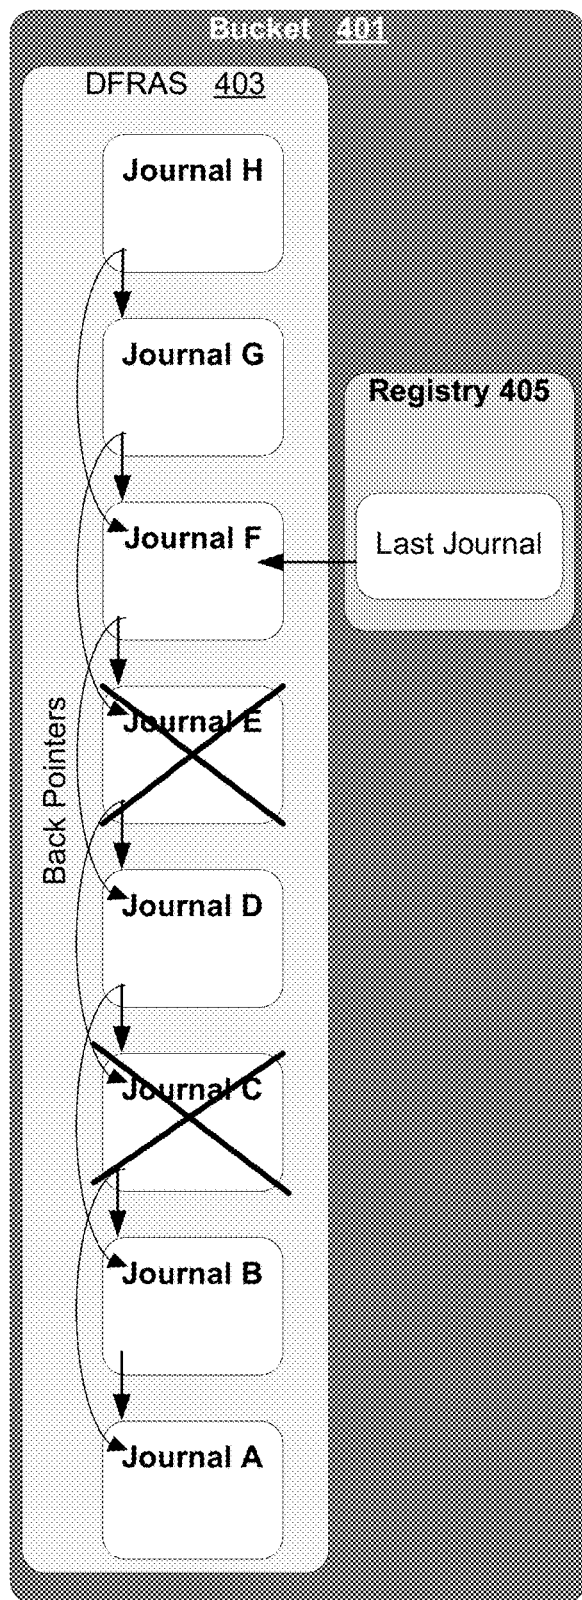 Bucket 401
DFRAS 403
Journal H
Journal G
Registry 405
Journal F
Last Journal
Journal E
Back Pointers
Journal D
Journal C
Journal B
Journal A